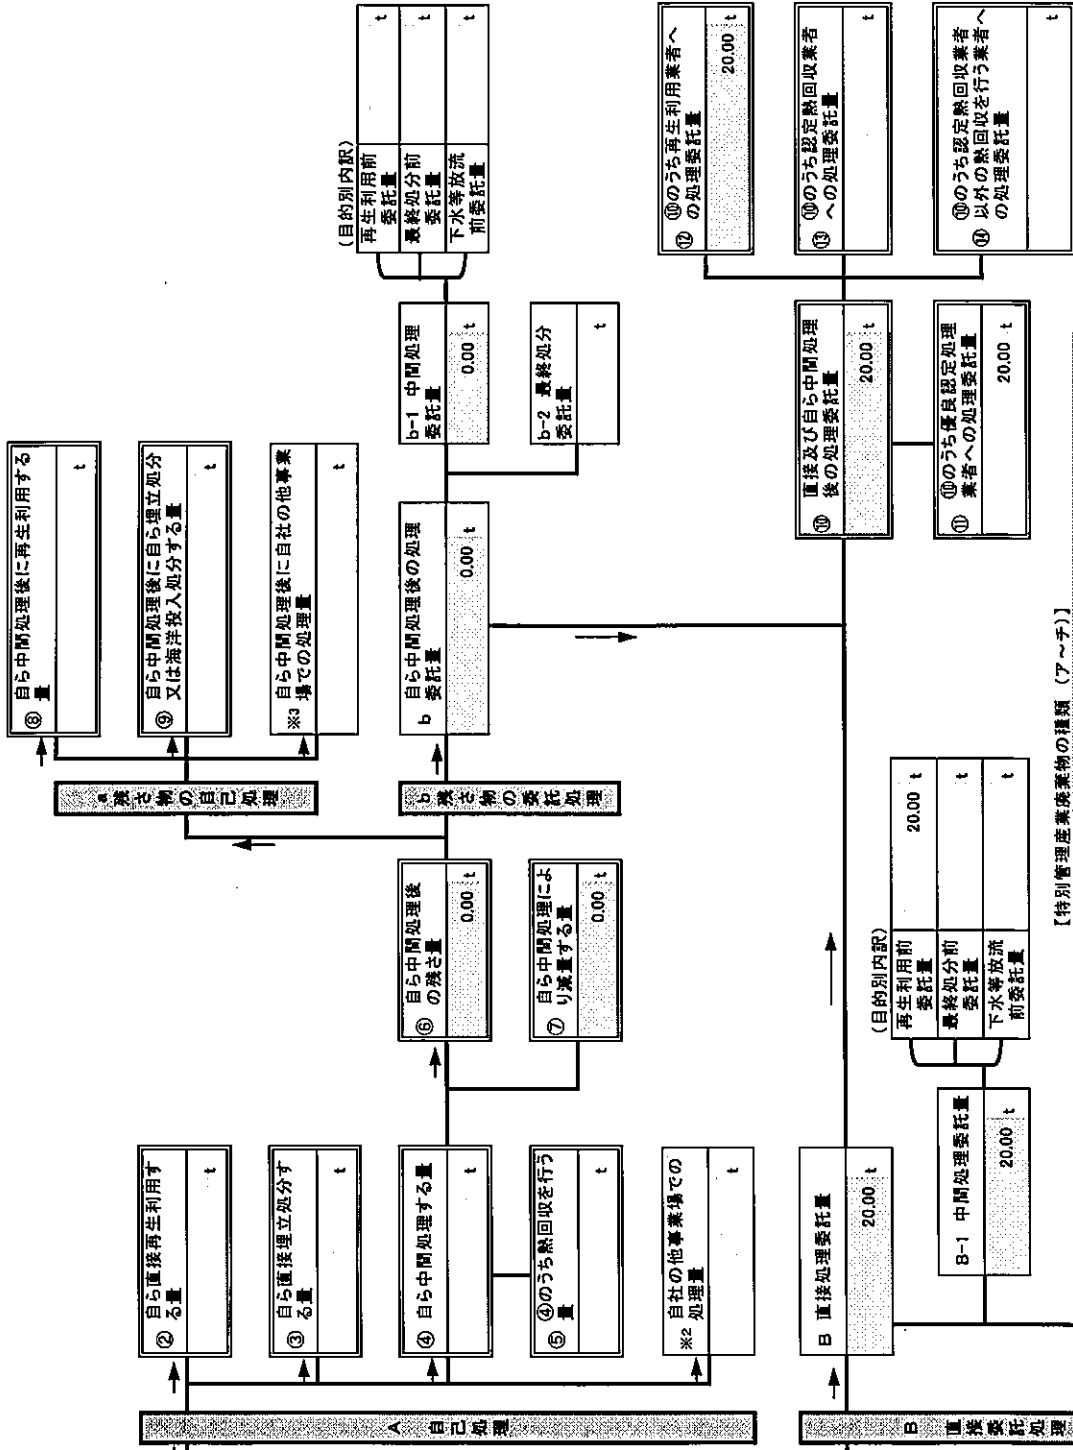 A 自己処理
② 自ら直接再生利用す
る量
t
③ 自ら直接埋立処分す
る量
t
④ 自ら中間処理する量
t
⑤ ④のうち熱回収を行う
量
t
※2 自社の他事業場での
処理量
t
⑥ 自ら中間処理後
の残さ量
0.00 t
⑦ 自ら中間処理によ
り減量する量
0.00 t
a 残さ物の自己処理
⑧ 自ら中間処理後に再生利用する
量
t
⑨ 自ら中間処理後に自ら埋立処分
又は海洋投入処分する量
t
※3 自ら中間処理後に自社の他事業
場での処理量
t
b 残さ物の委託処理
b 自ら中間処理後の処理
委託量
0.00 t
b-1 中間処理
委託量
0.00 t
b-2 最終処分
委託量
t
(目的別内訳)
再生利用前
委託量
t
最終処分前
委託量
t
下水等放流
前委託量
t
B 直接委託処理
B 直接処理委託量
20.00 t
B-1 中間処理委託量
20.00 t
(目的別内訳)
再生利用前
委託量
20.00 t
最終処分前
委託量
t
下水等放流
前委託量
t
⑩ 直接及び自ら中間処理
後の処理委託量
20.00 t
⑪ ⑩のうち優良認定処理
業者への処理委託量
20.00 t
⑫ ⑩のうち再生利用業者へ
の処理委託量
20.00 t
⑬ ⑩のうち認定熱回収業者
への処理委託量
t
⑭ ⑩のうち認定熱回収業者
以外の熱回収を行う業者へ
の処理委託量
t
【特別管理産業廃棄物の種類 (ア～チ)】